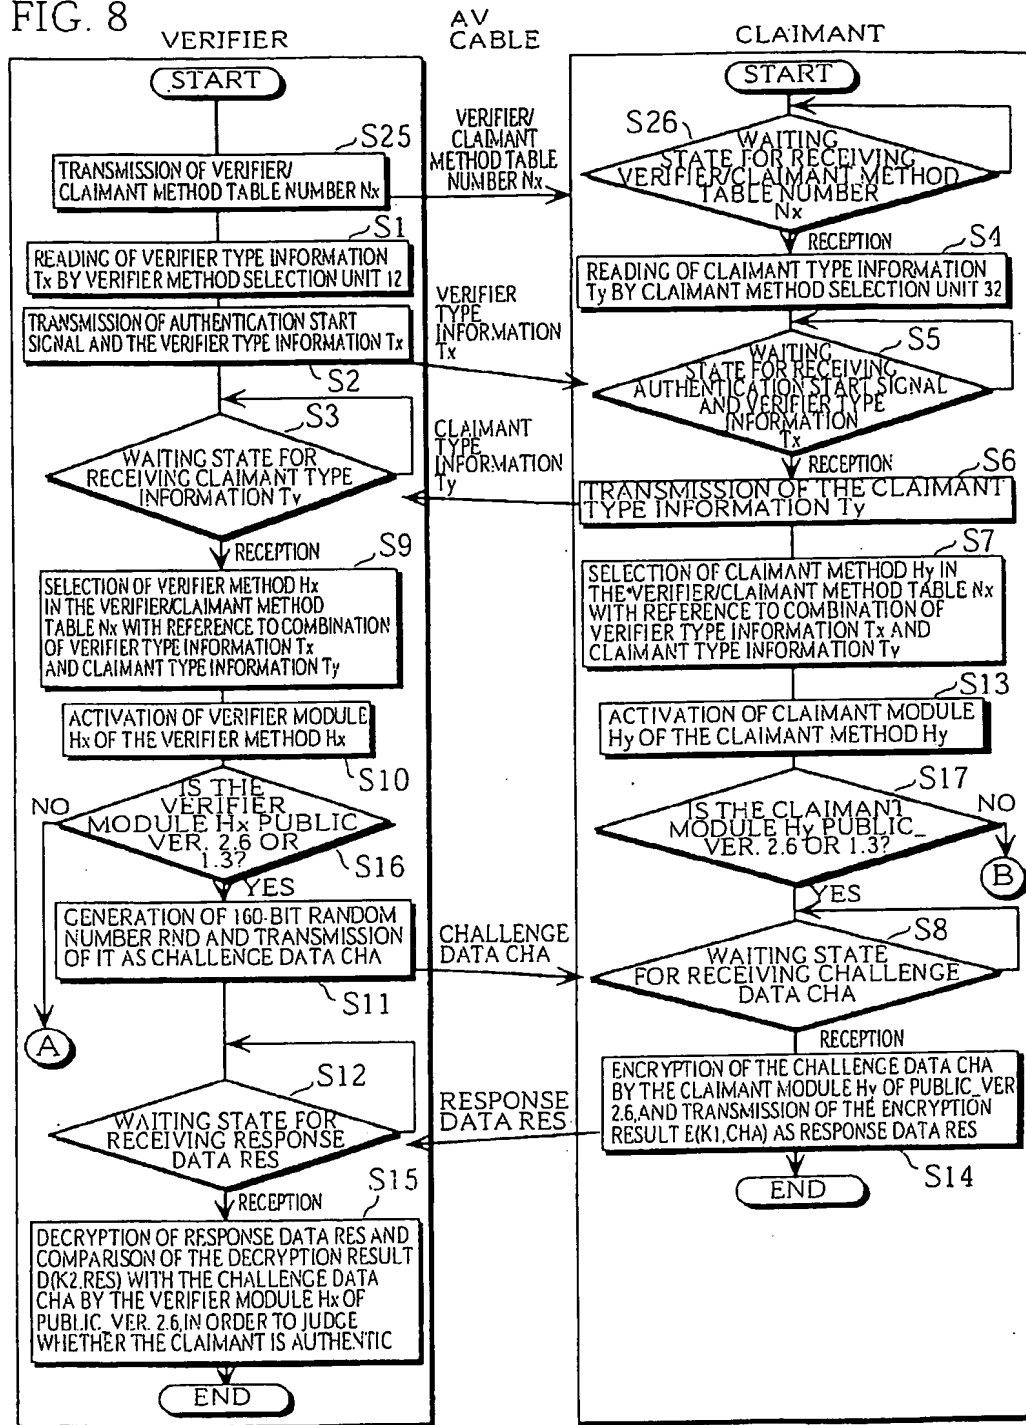 FIG. 8
VERIFIER
AV
CABLE
CLAIMANT
START
S25
TRANSMISSION OF VERIFIER/
CLAIMANT METHOD TABLE NUMBER Nx
S1
READING OF VERIFIER TYPE INFORMATION
Tx BY VERIFIER METHOD SELECTION UNIT 12
TRANSMISSION OF AUTHENTICATION START
SIGNAL AND THE VERIFIER TYPE INFORMATION Tx
S2
S3
WAITING STATE FOR
RECEIVING CLAIMANT TYPE
INFORMATION Ty
RECEPTION
S9
SELECTION OF VERIFIER METHOD Hx
IN THE VERIFIER/CLAIMANT METHOD
TABLE Nx WITH REFERENCE TO COMBINATION
OF VERIFIER TYPE INFORMATION Tx
AND CLAIMANT TYPE INFORMATION Ty
ACTIVATION OF VERIFIER MODULE
Hx OF THE VERIFIER METHOD Hx
S10
IS THE
VERIFIER
MODULE Hx PUBLIC
VER. 2.6 OR
1.3?
NO
S16
YES
GENERATION OF 160-BIT RANDOM
NUMBER RND AND TRANSMISSION
OF IT AS CHALLENGE DATA CHA
S11
A
S12
WAITING STATE FOR
RECEIVING RESPONSE
DATA RES
RECEPTION
S15
DECRYPTION OF RESPONSE DATA RES AND
COMPARISON OF THE DECRYPTION RESULT
D(K2.RES) WITH THE CHALLENGE DATA
CHA BY THE VERIFIER MODULE Hx OF
PUBLIC_VER. 2.6,IN ORDER TO JUDGE
WHETHER THE CLAIMANT IS AUTHENTIC
END
VERIFIER/
CLAIMANT
METHOD TABLE
NUMBER Nx
VERIFIER
TYPE
INFORMATION
Tx
CLAIMANT
TYPE
INFORMATION
Ty
CHALLENGE
DATA CHA
RESPONSE
DATA RES
START
S26
WAITING
STATE FOR RECEIVING
VERIFIER/CLAIMANT METHOD
TABLE NUMBER
Nx
RECEPTION
S4
READING OF CLAIMANT TYPE INFORMATION
Ty BY CLAIMANT METHOD SELECTION UNIT 32
S5
WAITING
STATE FOR RECEIVING
AUTHENTICATION START SIGNAL
AND VERIFIER TYPE
INFORMATION
Tx
RECEPTION
S6
TRANSMISSION OF THE CLAIMANT
TYPE INFORMATION Ty
S7
SELECTION OF CLAIMANT METHOD Hy IN
THE VERIFIER/CLAIMANT METHOD TABLE Nx
WITH REFERENCE TO COMBINATION OF
VERIFIER TYPE INFORMATION Tx AND
CLAIMANT TYPE INFORMATION Ty
S13
ACTIVATION OF CLAIMANT MODULE
Hy OF THE CLAIMANT METHOD Hy
S17
IS THE CLAIMANT
MODULE Hy PUBLIC_
VER. 2.6 OR 1.3?
NO
B
YES
S8
WAITING STATE
FOR RECEIVING CHALLENGE
DATA CHA
RECEPTION
ENCRYPTION OF THE CHALLENGE DATA CHA
BY THE CLAIMANT MODULE Hy OF PUBLIC_VER
2.6,AND TRANSMISSION OF THE ENCRYPTION
RESULT E(K1,CHA) AS RESPONSE DATA RES
S14
END